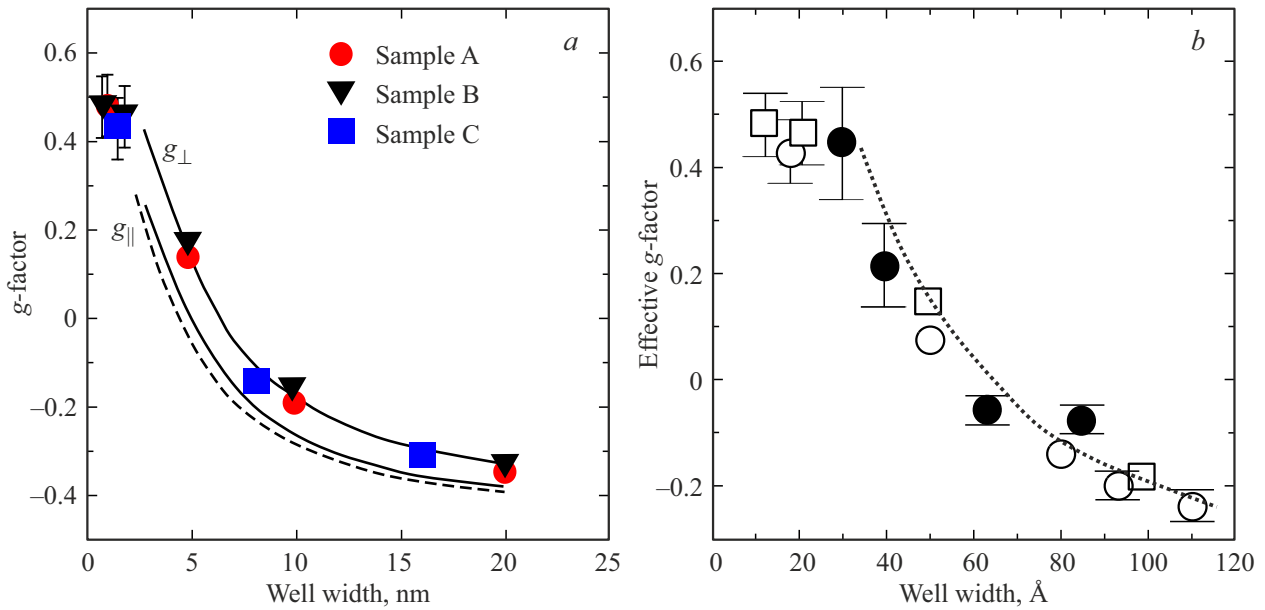 a
Sample A
Sample B
Sample C
g⊥
g∥
g-factor
0.6
0.4
0.2
0
–0.2
–0.4
0
5
10
15
20
25
Well width, nm
b
Effective g-factor
0.6
0.4
0.2
0
–0.2
0
20
40
60
80
100
120
Well width, Å